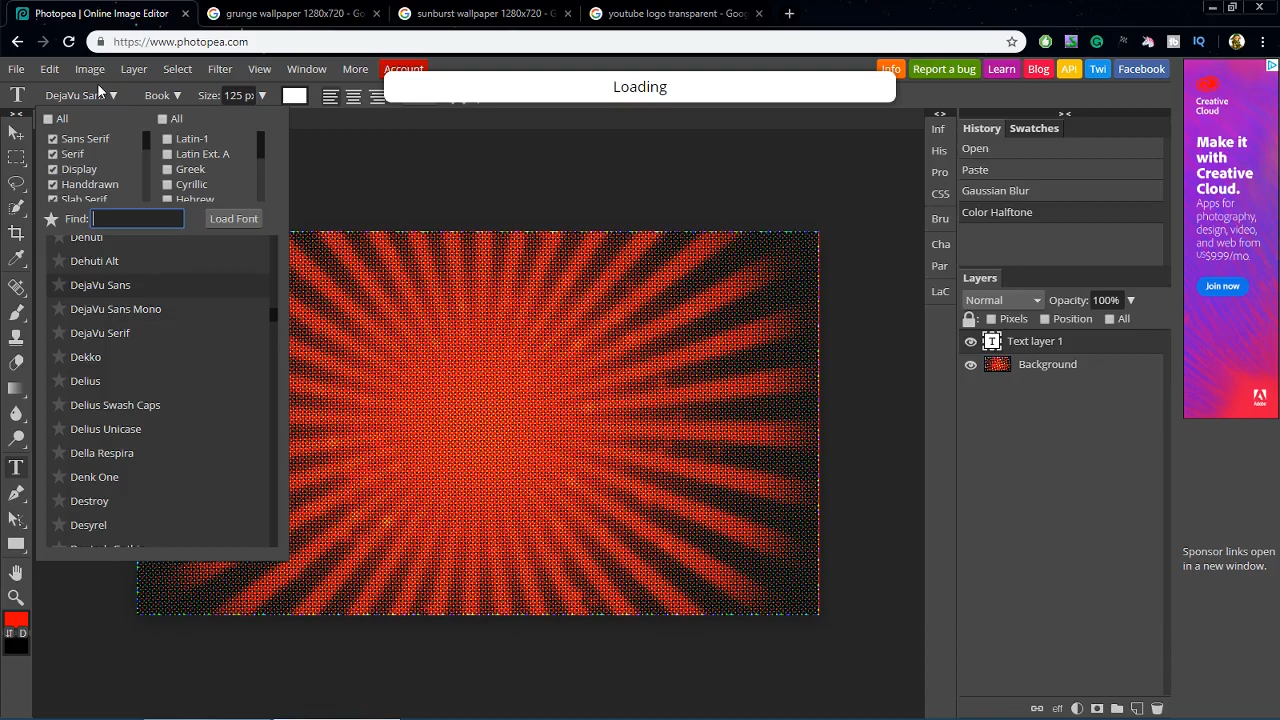 Photopea | Online Image Editor
grunge wallpaper 1280x720 - Go
sunburst wallpaper 1280x720 - G
youtube logo transparent - Goog
https://www.photopea.com
File Edit Image Layer Select Filter View Window More Account
Info Report a bug Learn Blog API Twi Facebook
Loading
DejaVu Sans Book Size: 125 px
All All
Sans Serif Latin-1
Serif Latin Ext. A
Display Greek
Handdrawn Cyrillic
Slab Serif Hebrew
Find: Load Font
Dehuti
Dehuti Alt
DejaVu Sans
DejaVu Sans Mono
DejaVu Serif
Dekko
Delius
Delius Swash Caps
Delius Unicase
Della Respira
Denk One
Destroy
Desyrel
Inf
His
Pro
CSS
Bru
Cha
Par
LaC
History Swatches
Open
Paste
Gaussian Blur
Color Halftone
Layers
Normal Opacity: 100%
Pixels Position All
T Text layer 1
Background
eff
Creative
Cloud
Make it
with
Creative
Cloud.
Apps for
photography,
design, video,
and web from
US$9.99/mo.
Join now
Adobe
Sponsor links open
in a new window.